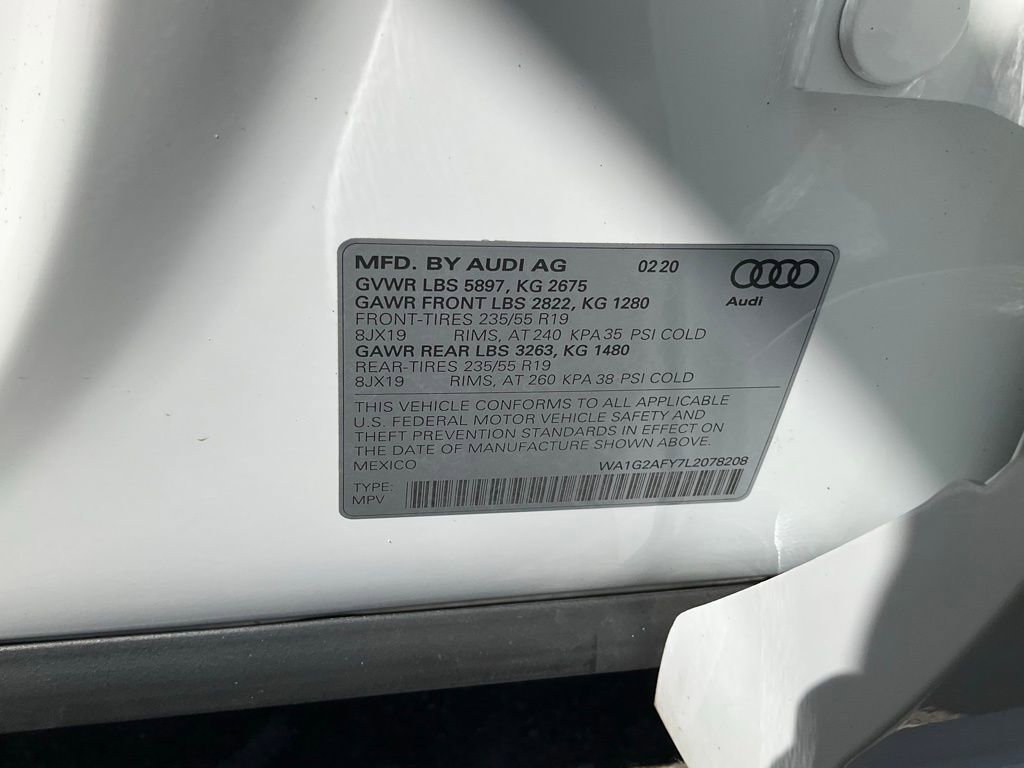 MFD. BY AUDI AG 02 20
Audi
GVWR LBS 5897, KG 2675
GAWR FRONT LBS 2822, KG 1280
FRONT-TIRES 235/55 R19
8JX19 RIMS, AT 240 KPA 35 PSI COLD
GAWR REAR LBS 3263, KG 1480
REAR-TIRES 235/55 R19
8JX19 RIMS, AT 260 KPA 38 PSI COLD
THIS VEHICLE CONFORMS TO ALL APPLICABLE
U.S. FEDERAL MOTOR VEHICLE SAFETY AND
THEFT PREVENTION STANDARDS IN EFFECT ON
THE DATE OF MANUFACTURE SHOWN ABOVE.
MEXICO WA1G2AFY7L2078208
TYPE:
MPV